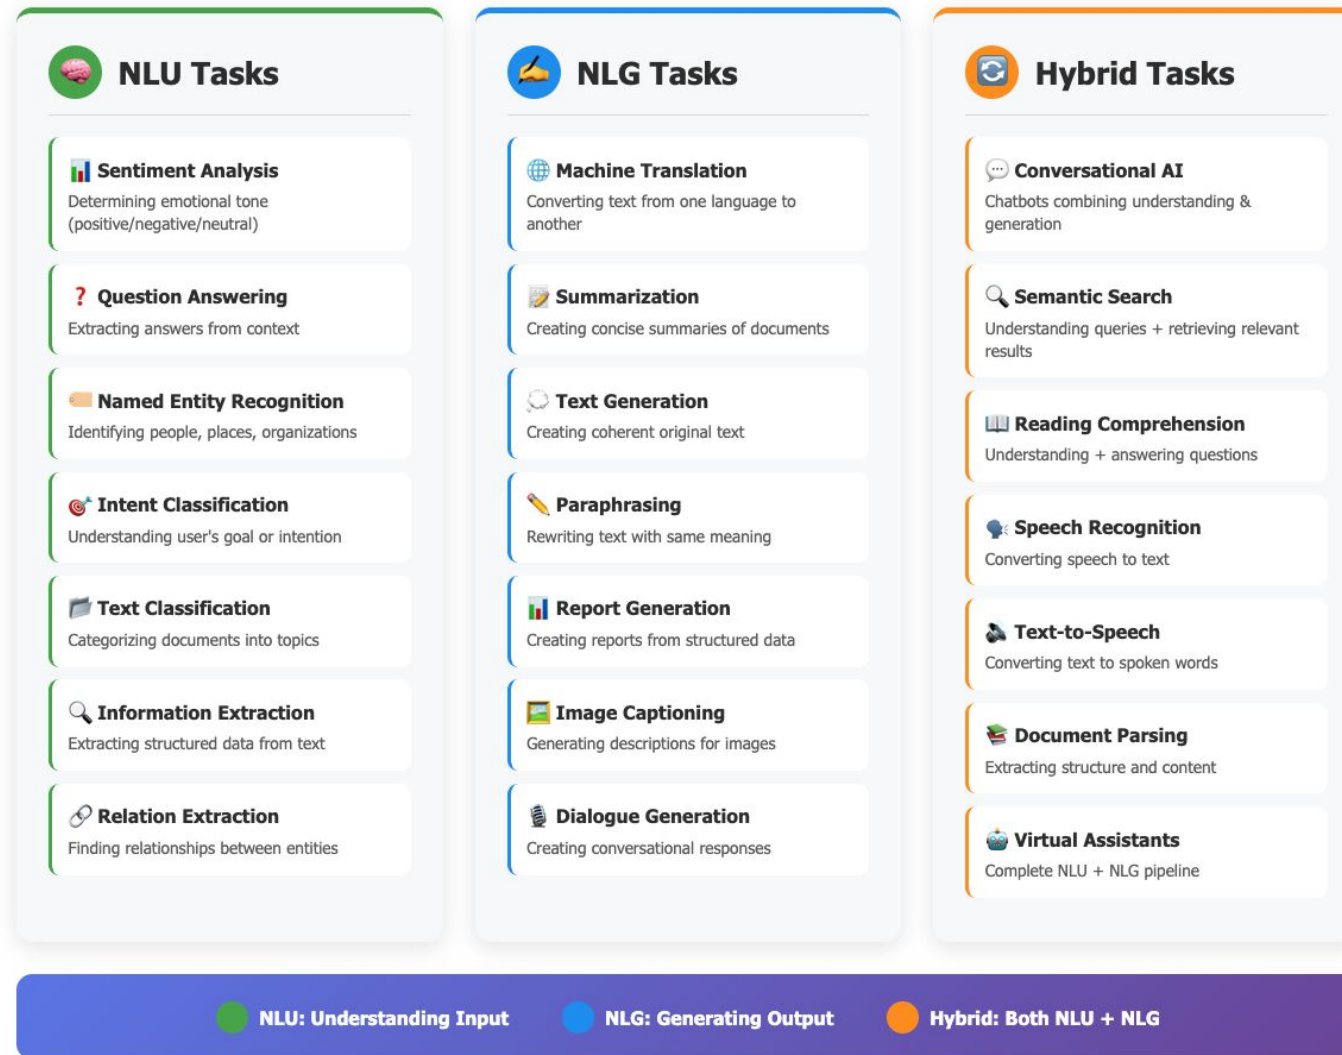 NLU Tasks
Sentiment Analysis
Determining emotional tone
(positive/negative/neutral)
Question Answering
Extracting answers from context
Named Entity Recognition
Identifying people, places, organizations
Intent Classification
Understanding user's goal or intention
Text Classification
Categorizing documents into topics
Information Extraction
Extracting structured data from text
Relation Extraction
Finding relationships between entities
NLG Tasks
Machine Translation
Converting text from one language to
another
Summarization
Creating concise summaries of documents
Text Generation
Creating coherent original text
Paraphrasing
Rewriting text with same meaning
Report Generation
Creating reports from structured data
Image Captioning
Generating descriptions for images
Dialogue Generation
Creating conversational responses
Hybrid Tasks
Conversational AI
Chatbots combining understanding &
generation
Semantic Search
Understanding queries + retrieving relevant
results
Reading Comprehension
Understanding + answering questions
Speech Recognition
Converting speech to text
Text-to-Speech
Converting text to spoken words
Document Parsing
Extracting structure and content
Virtual Assistants
Complete NLU + NLG pipeline
NLU: Understanding Input
NLG: Generating Output
Hybrid: Both NLU + NLG